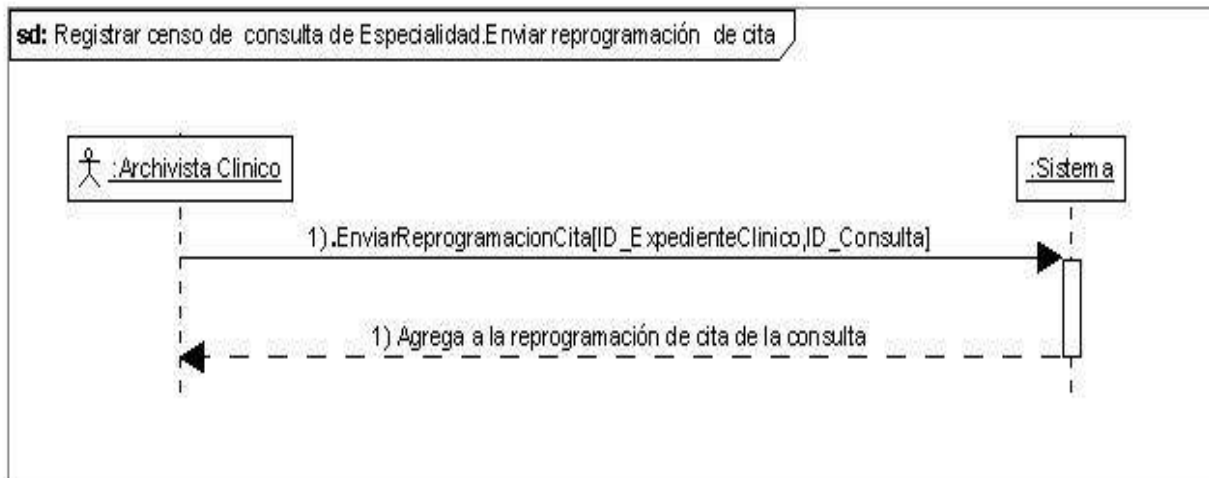 sd: Registrar censo de consulta de Especialidad.Enviar reprogramación de cita
:Archivista Clinico
:Sistema
1).EnviarReprogramacionCita[ID_ExpedienteClinico,ID_Consulta]
1) Agrega a la reprogramación de cita de la consulta